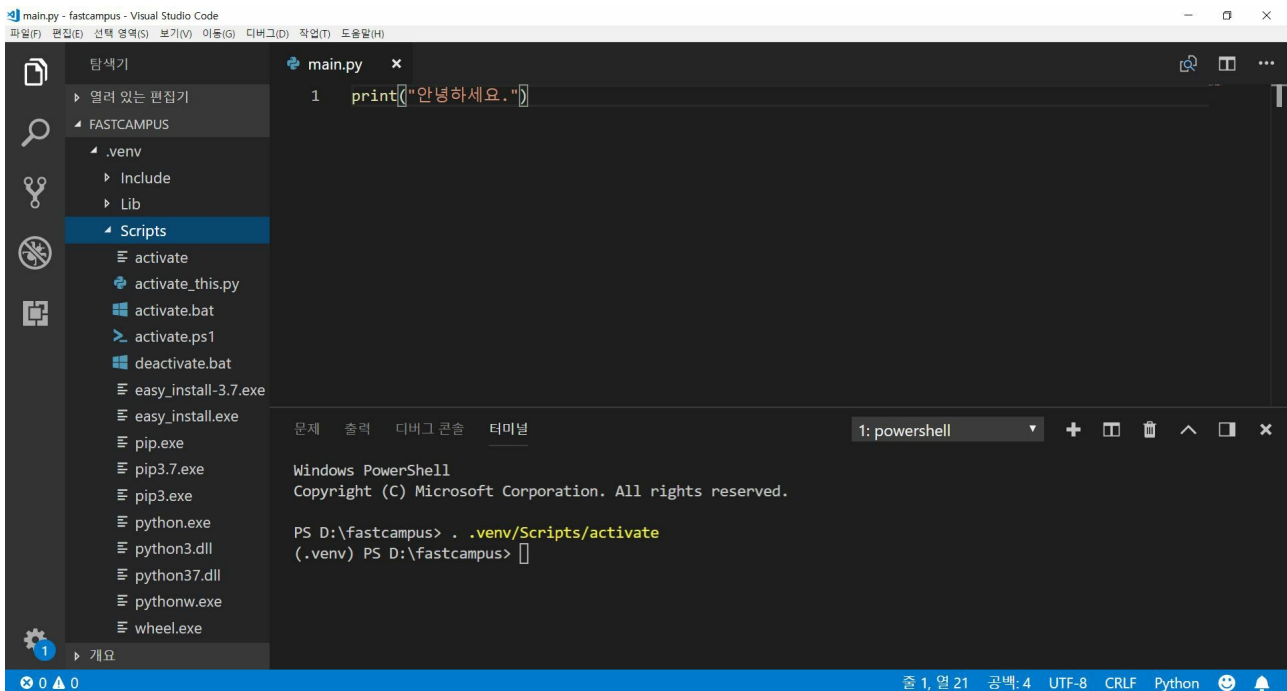 main.py - fastcampus - Visual Studio Code
파일(F) 편집(E) 선택 영역(S) 보기(V) 이동(G) 디버그(D) 작업(T) 도움말(H)
탐색기
열려 있는 편집기
FASTCAMPUS
.venv
Include
Lib
Scripts
activate
activate_this.py
activate.bat
activate.ps1
deactivate.bat
easy_install-3.7.exe
easy_install.exe
pip.exe
pip3.7.exe
pip3.exe
python.exe
python3.dll
python37.dll
pythonw.exe
wheel.exe
개요
main.py
1 print("안녕하세요.")
문제 출력 디버그 콘솔 터미널 1: powershell
Windows PowerShell
Copyright (C) Microsoft Corporation. All rights reserved.
PS D:\fastcampus> . .venv/Scripts/activate
(.venv) PS D:\fastcampus>
1
0 0 줄 1, 열 21 공백: 4 UTF-8 CRLF Python